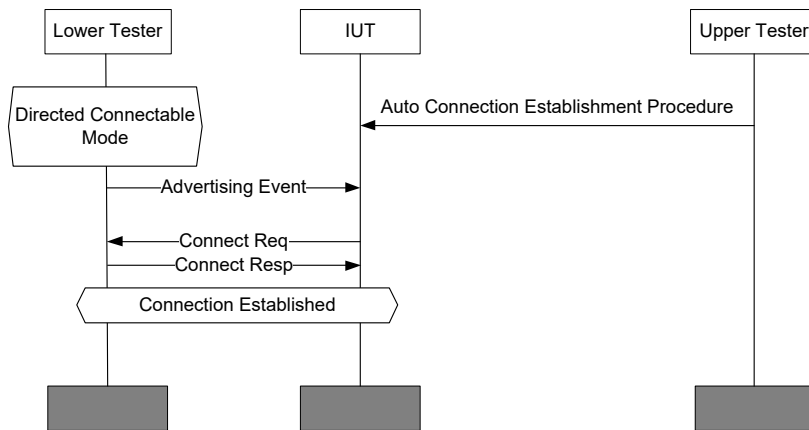 Lower Tester
IUT
Upper Tester
Directed Connectable
Mode
Auto Connection Establishment Procedure
Advertising Event
Connect Req
Connect Resp
Connection Established